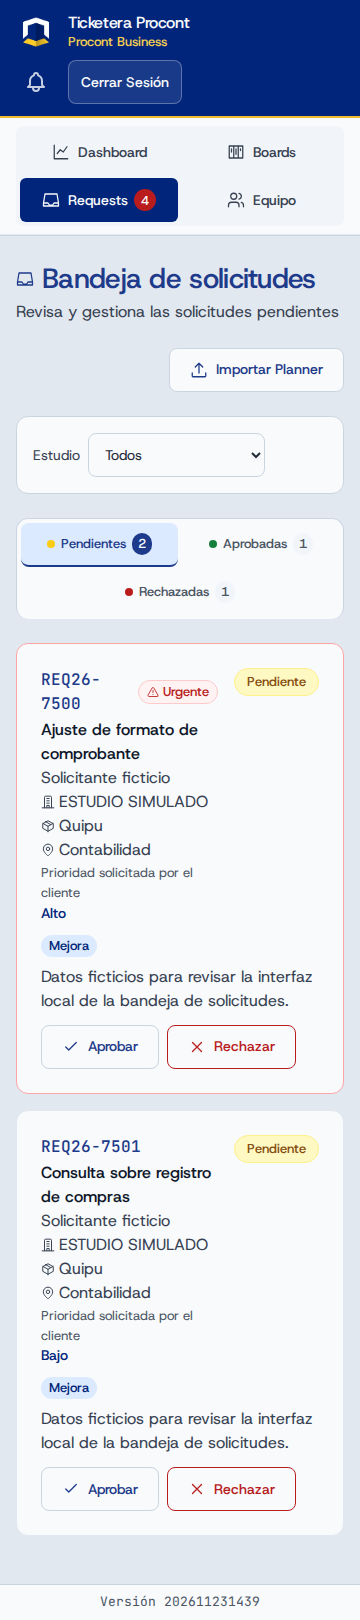 Ticketera Procont
Procont Business
Cerrar Sesión
Dashboard
Boards
Requests 4
Equipo
Bandeja de solicitudes
Revisa y gestiona las solicitudes pendientes
Importar Planner
Estudio Todos
Pendientes 2
Aprobadas 1
Rechazadas 1
REQ26-
7500
Urgente
Pendiente
Ajuste de formato de
comprobante
Solicitante ficticio
ESTUDIO SIMULADO
Quipu
Contabilidad
Prioridad solicitada por el
cliente
Alto
Mejora
Datos ficticios para revisar la interfaz
local de la bandeja de solicitudes.
Aprobar
Rechazar
REQ26-7501
Pendiente
Consulta sobre registro
de compras
Solicitante ficticio
ESTUDIO SIMULADO
Quipu
Contabilidad
Prioridad solicitada por el
cliente
Bajo
Mejora
Datos ficticios para revisar la interfaz
local de la bandeja de solicitudes.
Aprobar
Rechazar
Versión 202611231439